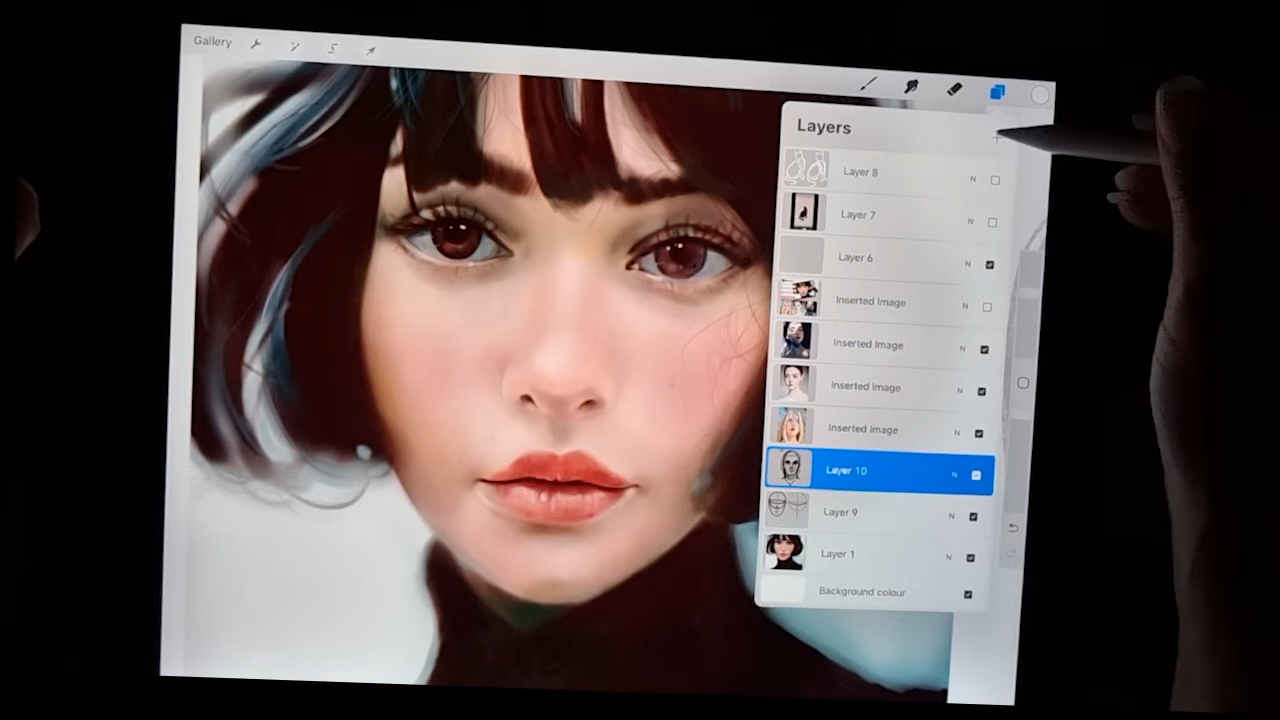 Gallery
Layers
Layer 8 N
Layer 7 N
Layer 6 N
Inserted Image N
Inserted Image N
Inserted Image N
Inserted Image N
Layer 10 N
Layer 9 N
Layer 1 N
Background colour